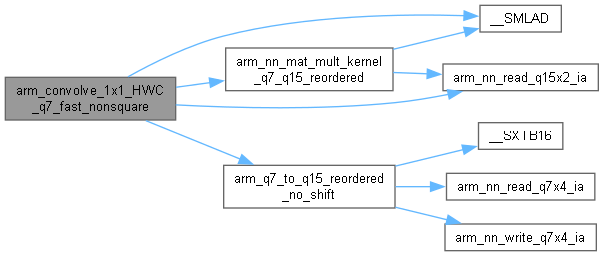 __SMLAD
arm_nn_mat_mult_kernel
_q7_q15_reordered
arm_nn_read_q15x2_ia
arm_convolve_1x1_HWC
_q7_fast_nonsquare
__SXTB16
arm_q7_to_q15_reordered
_no_shift
arm_nn_read_q7x4_ia
arm_nn_write_q7x4_ia